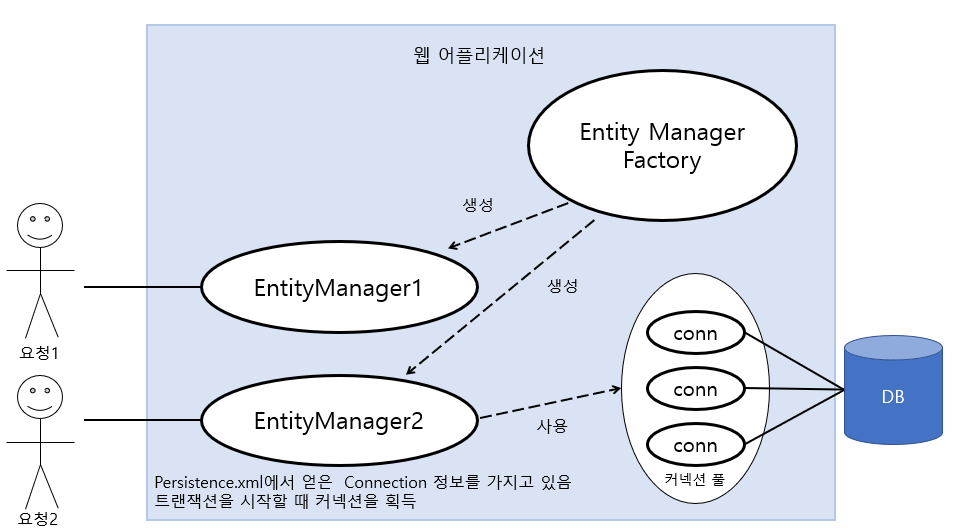 웹 어플리케이션
Entity Manager
Factory
생성
생성
EntityManager1
요청1
conn
conn
conn
커넥션 풀
DB
EntityManager2
사용
요청2
Persistence.xml에서 얻은 Connection 정보를 가지고 있음
트랜잭션을 시작할 때 커넥션을 획득